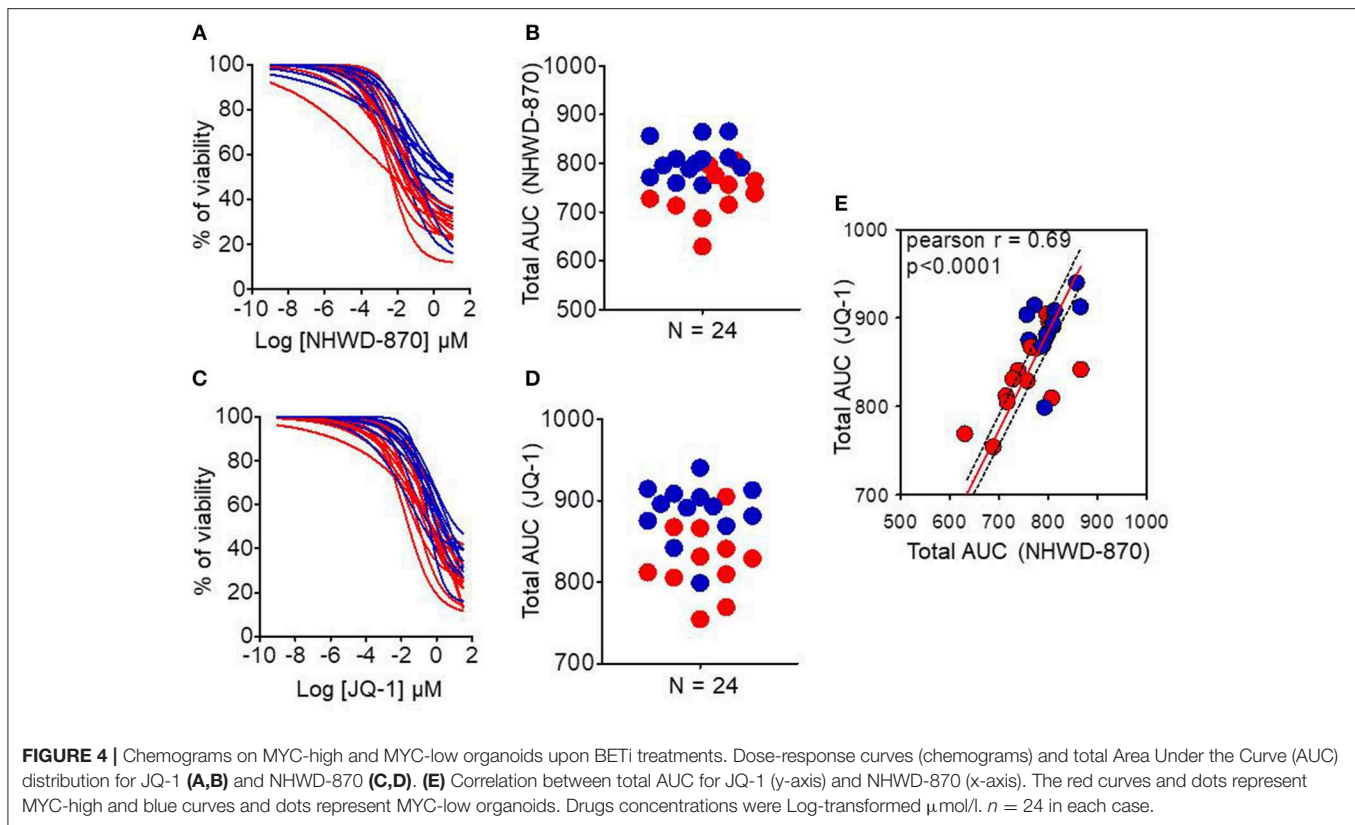 A
100
80
60
40
20
0
% of viability
-10 -8 -6 -4 -2 0 2
Log [NHWD-870] µM
B
1000
900
800
700
600
500
Total AUC (NHWD-870)
N = 24
C
100
80
60
40
20
0
% of viability
-10 -8 -6 -4 -2 0 2
Log [JQ-1] µM
D
1000
900
800
700
Total AUC (JQ-1)
N = 24
E
1000
900
800
700
Total AUC (JQ-1)
pearson r = 0.69
p<0.0001
500 600 700 800 900 1000
Total AUC (NHWD-870)
FIGURE 4 | Chemograms on MYC-high and MYC-low organoids upon BETi treatments. Dose-response curves (chemograms) and total Area Under the Curve (AUC)
distribution for JQ-1 (A,B) and NHWD-870 (C,D). (E) Correlation between total AUC for JQ-1 (y-axis) and NHWD-870 (x-axis). The red curves and dots represent
MYC-high and blue curves and dots represent MYC-low organoids. Drugs concentrations were Log-transformed µmol/l. n = 24 in each case.